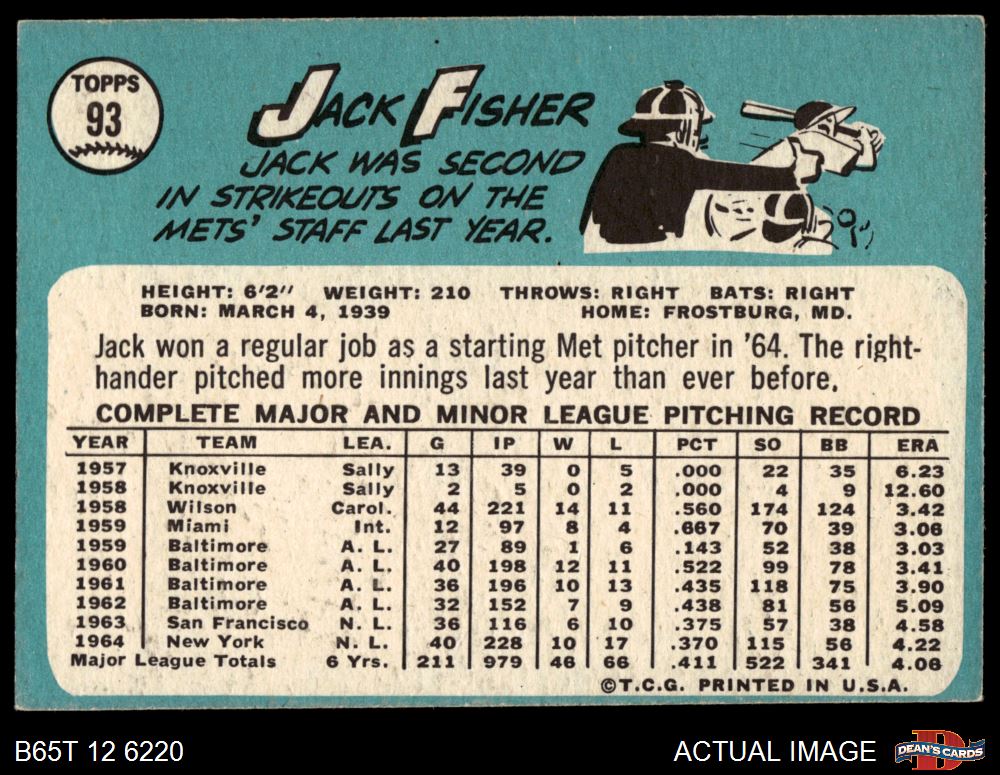 TOPPS
93
JACK FISHER
JACK WAS SECOND
IN STRIKEOUTS ON THE
METS' STAFF LAST YEAR.
HEIGHT: 6'2" WEIGHT: 210 THROWS: RIGHT BATS: RIGHT
BORN: MARCH 4, 1939 HOME: FROSTBURG, MD.
Jack won a regular job as a starting Met pitcher in '64. The right-
hander pitched more innings last year than ever before.
COMPLETE MAJOR AND MINOR LEAGUE PITCHING RECORD
YEAR TEAM LEA. G IP W L PCT SO BB ERA
1957 Knoxville Sally 13 39 0 5 .000 22 35 6.23
1958 Knoxville Sally 2 5 0 2 .000 4 9 12.60
1958 Wilson Carol. 44 221 14 11 .560 174 124 3.42
1959 Miami Int. 12 97 8 4 .667 70 39 3.06
1959 Baltimore A. L. 27 89 1 6 .143 52 38 3.03
1960 Baltimore A. L. 40 198 12 11 .522 99 78 3.41
1961 Baltimore A. L. 36 196 10 13 .435 118 75 3.90
1962 Baltimore A. L. 32 152 7 9 .438 81 56 5.09
1963 San Francisco N. L. 36 116 6 10 .375 57 38 4.58
1964 New York N. L. 40 228 10 17 .370 115 56 4.22
Major League Totals 6 Yrs. 211 979 46 66 .411 522 341 4.06
©T.C.G. PRINTED IN U.S.A.
B65T 12 6220 ACTUAL IMAGE
DEAN'S CARDS